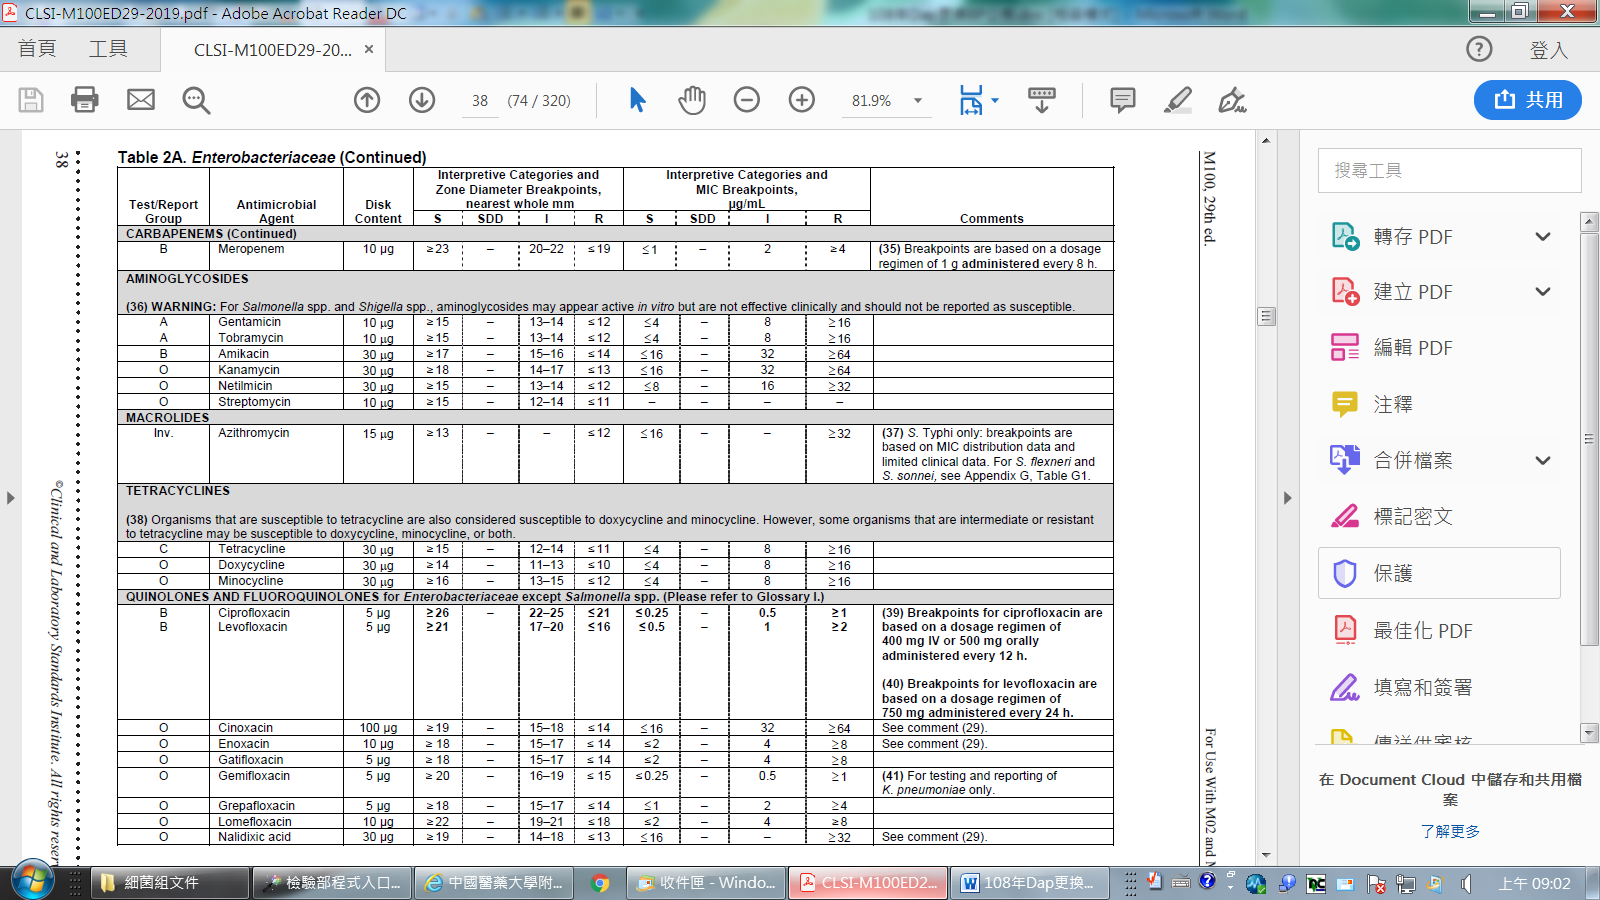 CLSI-M100ED29-2019.pdf - Adobe Acrobat Reader DC
首頁 工具 CLSI-M100ED29-20... × 登入
38 (74 / 320) 81.9% 共用
38
©Clinical and Laboratory Standards Institute. All rights reser
M100, 29th ed.
For Use With M02 and M
Table 2A. Enterobacteriaceae (Continued)
Test/Report Group Antimicrobial Agent Disk Content Interpretive Categories and Zone Diameter Breakpoints, nearest whole mm Interpretive Categories and MIC Breakpoints, µg/mL Comments
S SDD I R S SDD I R
CARBAPENEMS (Continued)
B Meropenem 10 µg ≥23 – 20–22 ≤19 ≤1 – 2 ≥4 (35) Breakpoints are based on a dosage
regimen of 1 g administered every 8 h.
AMINOGLYCOSIDES
(36) WARNING: For Salmonella spp. and Shigella spp., aminoglycosides may appear active in vitro but are not effective clinically and should not be reported as susceptible.
A Gentamicin 10 µg ≥15 – 13–14 ≤12 ≤4 – 8 ≥16
A Tobramycin 10 µg ≥15 – 13–14 ≤12 ≤4 – 8 ≥16
B Amikacin 30 µg ≥17 – 15–16 ≤14 ≤16 – 32 ≥64
O Kanamycin 30 µg ≥18 – 14–17 ≤13 ≤16 – 32 ≥64
O Netilmicin 30 µg ≥15 – 13–14 ≤12 ≤8 – 16 ≥32
O Streptomycin 10 µg ≥15 – 12–14 ≤11 – – – –
MACROLIDES
Inv. Azithromycin 15 µg ≥13 – – ≤12 ≤16 – – ≥32 (37) S. Typhi only: breakpoints are
based on MIC distribution data and
limited clinical data. For S. flexneri and
S. sonnei, see Appendix G, Table G1.
TETRACYCLINES
(38) Organisms that are susceptible to tetracycline are also considered susceptible to doxycycline and minocycline. However, some organisms that are intermediate or resistant
to tetracycline may be susceptible to doxycycline, minocycline, or both.
C Tetracycline 30 µg ≥15 – 12–14 ≤11 ≤4 – 8 ≥16
O Doxycycline 30 µg ≥14 – 11–13 ≤10 ≤4 – 8 ≥16
O Minocycline 30 µg ≥16 – 13–15 ≤12 ≤4 – 8 ≥16
QUINOLONES AND FLUOROQUINOLONES for Enterobacteriaceae except Salmonella spp. (Please refer to Glossary I.)
B Ciprofloxacin 5 µg ≥26 – 22–25 ≤21 ≤0.25 – 0.5 ≥1 (39) Breakpoints for ciprofloxacin are
B Levofloxacin 5 µg ≥21 – 17–20 ≤16 ≤0.5 – 1 ≥2 based on a dosage regimen of
400 mg IV or 500 mg orally
administered every 12 h.
(40) Breakpoints for levofloxacin are
based on a dosage regimen of
750 mg administered every 24 h.
O Cinoxacin 100 µg ≥19 – 15–18 ≤14 ≤16 – 32 ≥64 See comment (29).
O Enoxacin 10 µg ≥ 18 – 15–17 ≤ 14 ≤2 – 4 ≥8 See comment (29).
O Gatifloxacin 5 µg ≥ 18 – 15–17 ≤ 14 ≤2 – 4 ≥8
O Gemifloxacin 5 µg ≥ 20 – 16–19 ≤ 15 ≤0.25 – 0.5 ≥1 (41) For testing and reporting of
K. pneumoniae only.
O Grepafloxacin 5 µg ≥18 – 15–17 ≤14 ≤1 – 2 ≥4
O Lomefloxacin 10 µg ≥22 – 19–21 ≤18 ≤2 – 4 ≥8
O Nalidixic acid 30 µg ≥19 – 14–18 ≤13 ≤16 – – ≥32 See comment (29).
搜尋工具
轉存 PDF
建立 PDF
編輯 PDF
注釋
合併檔案
標記密文
保護
最佳化 PDF
填寫和簽署
傳送供審核
在 Document Cloud 中儲存和共用檔
案
了解更多
細菌組文件 檢驗部程式入口... 中國醫藥大學附... 收件匣 - Windo... CLSI-M100ED2... 108年Dap更換... 上午 09:02